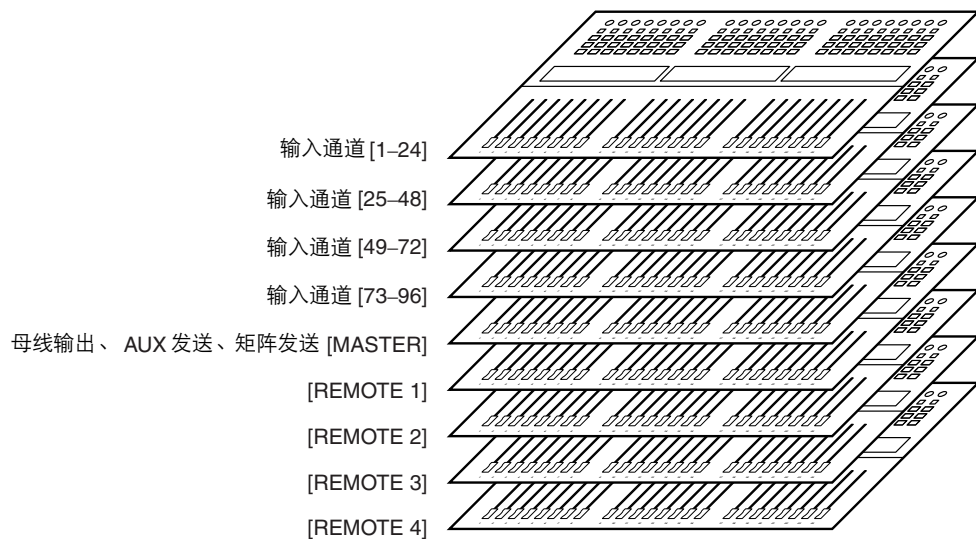 输入通道 [1–24]
输入通道 [25–48]
输入通道 [49–72]
输入通道 [73–96]
母线输出、 AUX 发送、矩阵发送 [MASTER]
[REMOTE 1]
[REMOTE 2]
[REMOTE 3]
[REMOTE 4]